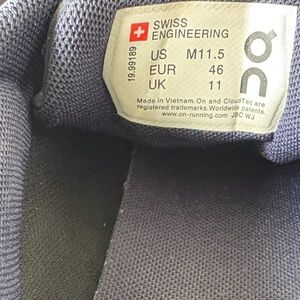 SWISS
ENGINEERING
US M11.5
EUR 46
UK 11
19.99189
Made in Vietnam. On and CloudTec are
registered trademarks. Worldwide patents.
www.on-running.com JBC WJ